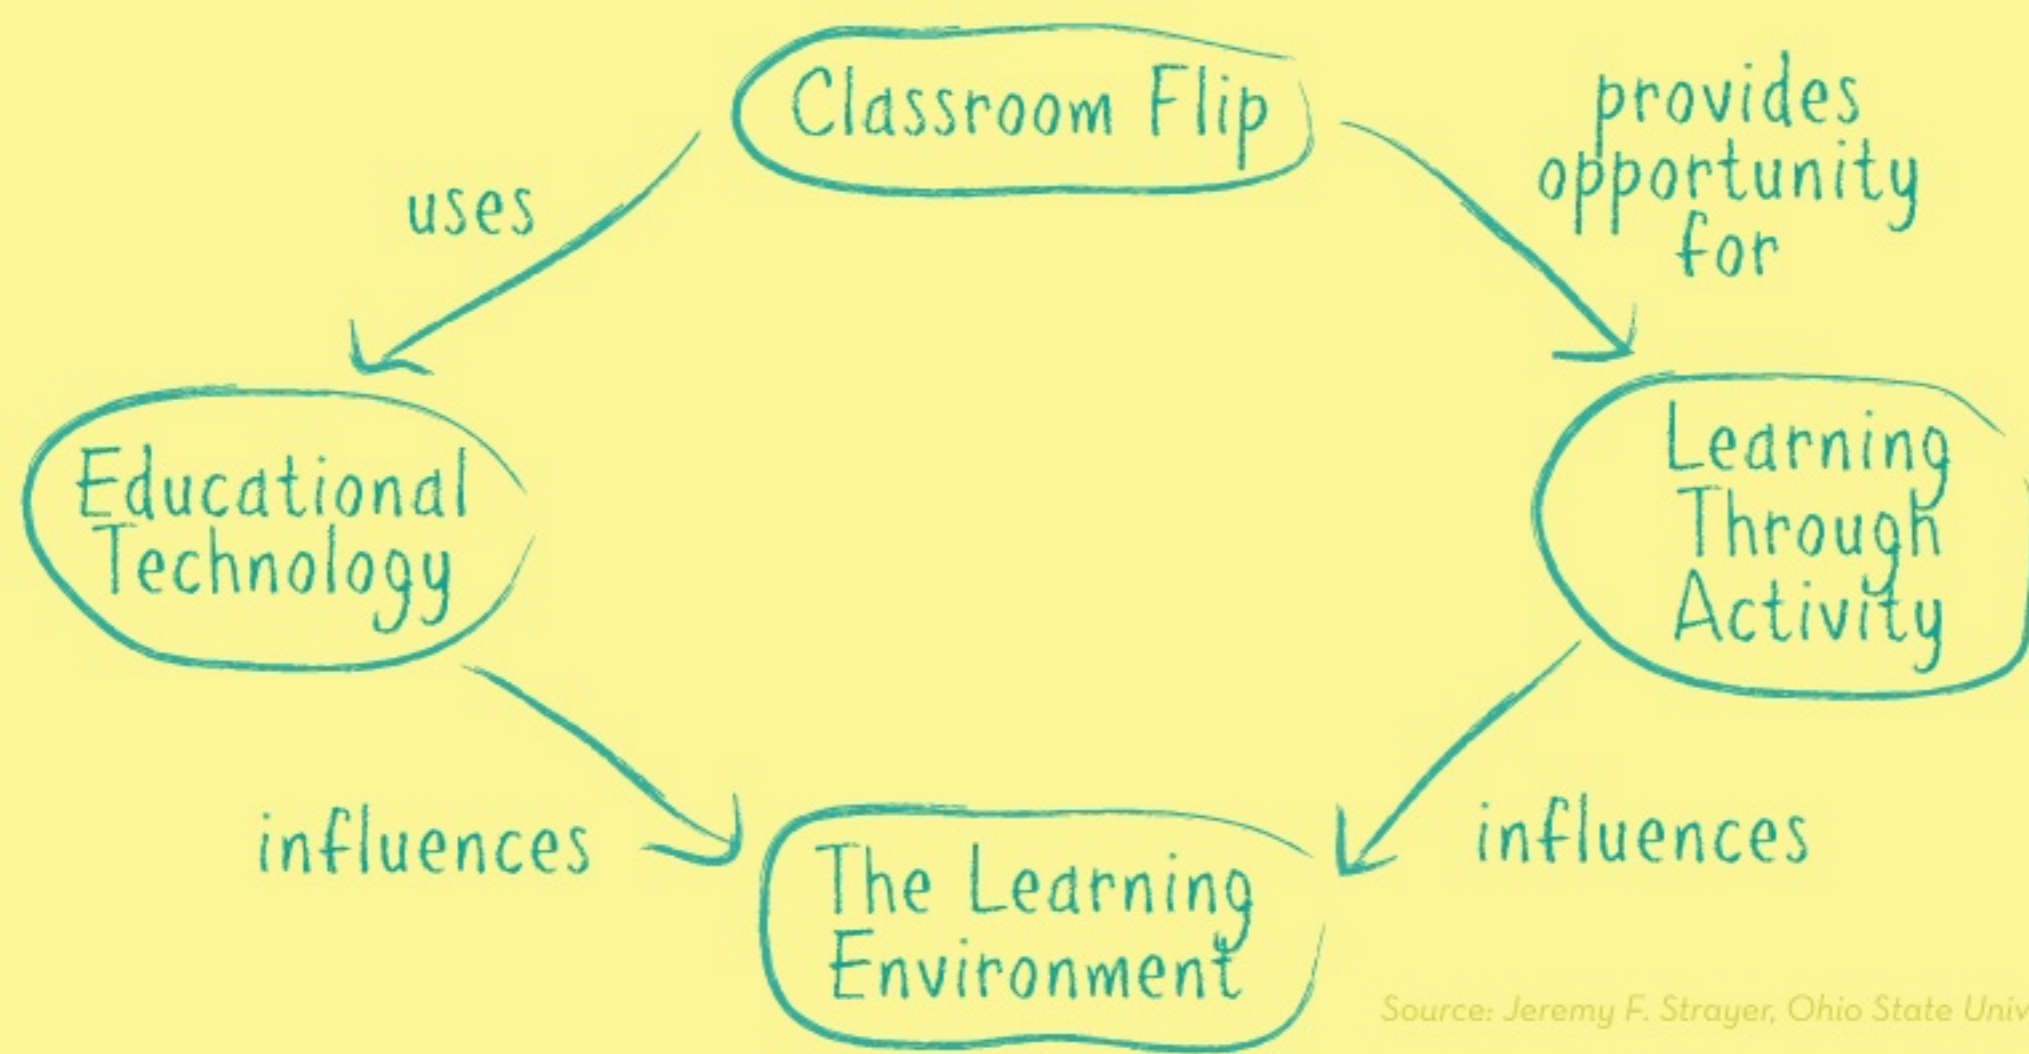 Classroom Flip
provides
opportunity
for
uses
Educational
Technology
Learning
Through
Activity
influences
influences
The Learning
Environment
Source: Jeremy F. Strayer, Ohio State Univ